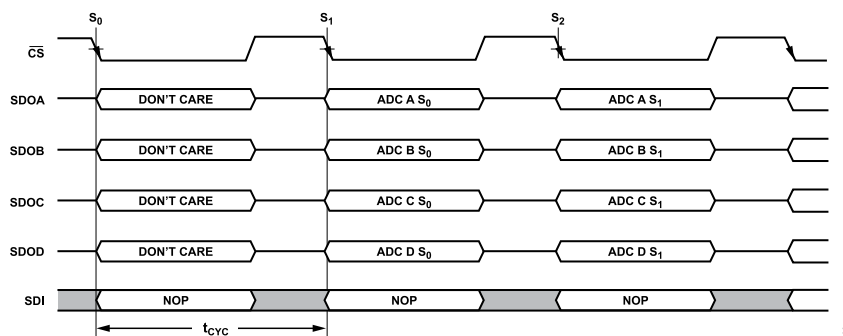 S0 S1 S2
CS
SDOA DON'T CARE ADC A S0 ADC A S1
SDOB DON'T CARE ADC B S0 ADC B S1
SDOC DON'T CARE ADC C S0 ADC C S1
SDOD DON'T CARE ADC D S0 ADC D S1
SDI NOP NOP NOP
tCYC